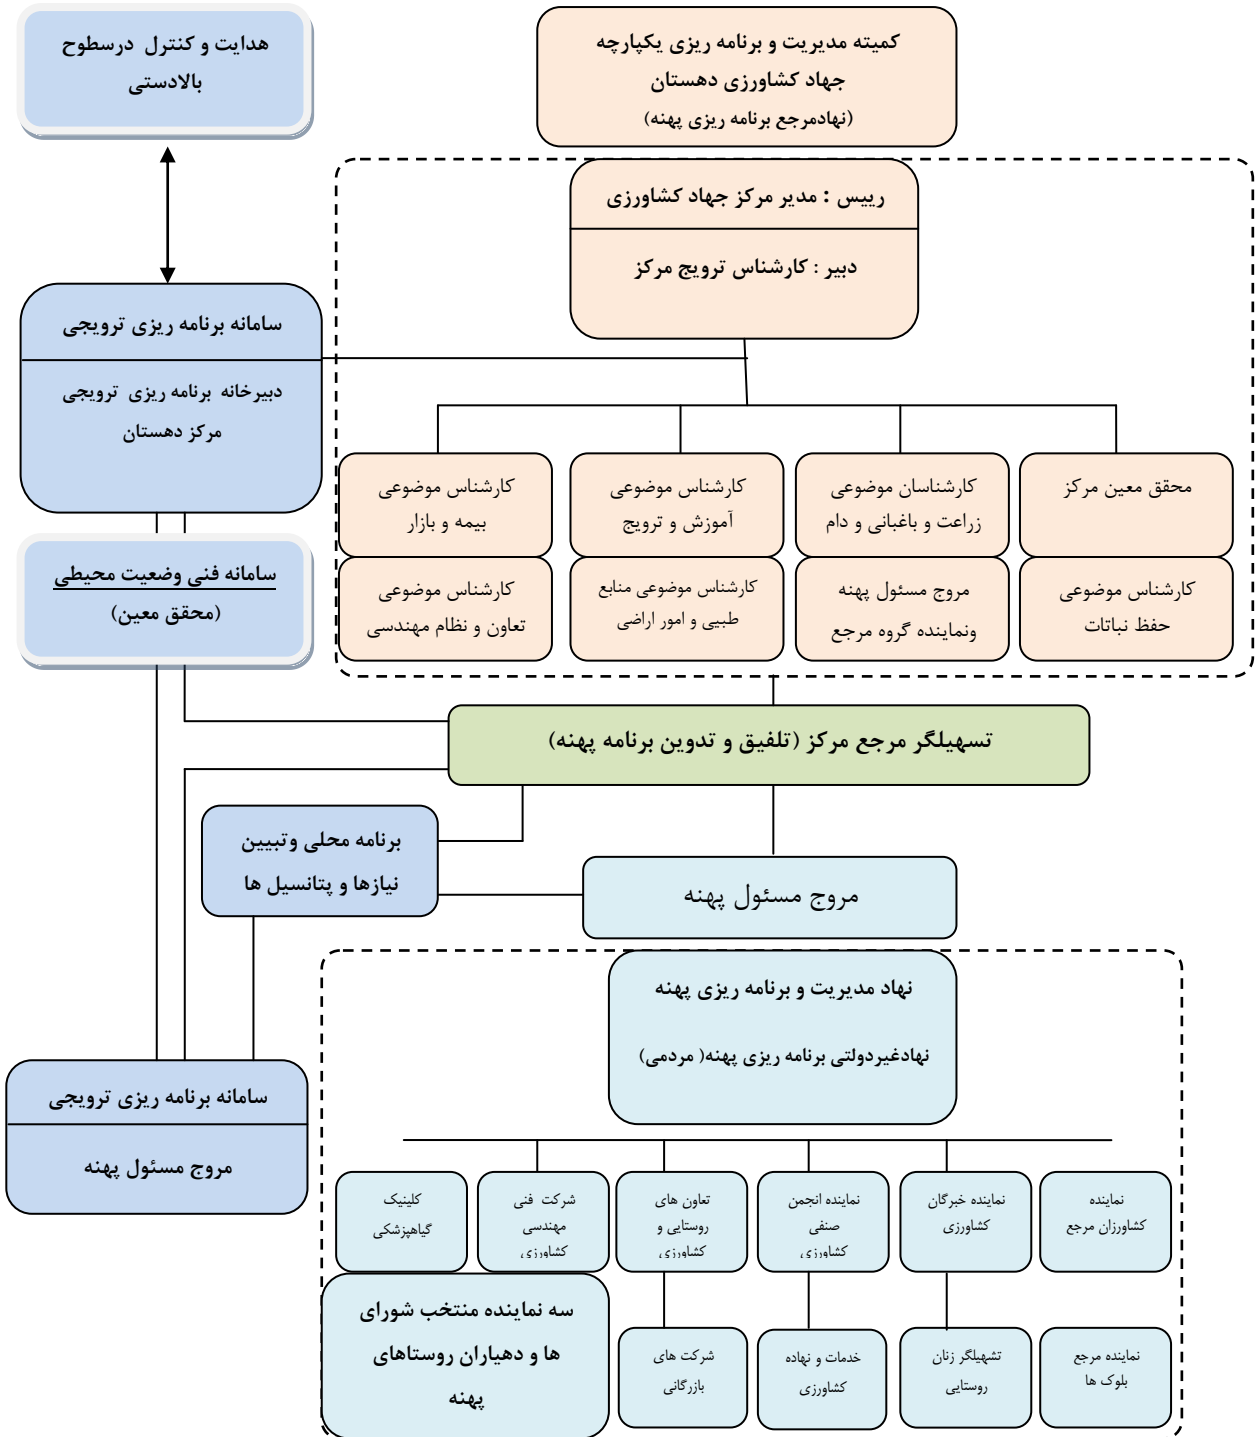 کمیته مدیریت و برنامه ریزی یکپارچه
جهاد کشاورزی دهستان
(نهادمرجع برنامه ریزی پهنه)
هدایت و کنترل درسطوح
بالادستی
رییس : مدیر مرکز جهاد کشاورزی
دبیر : کارشناس ترویج مرکز
سامانه برنامه ریزی ترویجی
دبیرخانه برنامه ریزی ترویجی
مرکز دهستان
محقق معین مرکز
کارشناسان موضوعی
زراعت و باغبانی و دام
کارشناس موضوعی
آموزش و ترویج
کارشناس موضوعی
بیمه و بازار
کارشناس موضوعی
حفظ نباتات
مروج مسئول پهنه
ونماینده گروه مرجع
کارشناس موضوعی منابع
طبیی و امور اراضی
کارشناس موضوعی
تعاون و نظام مهندسی
سامانه فنی وضعیت محیطی
(محقق معین)
تسهیلگر مرجع مرکز (تلفیق و تدوین برنامه پهنه)
برنامه محلی وتبیین
نیازها و پتانسیل ها
مروج مسئول پهنه
نهاد مدیریت و برنامه ریزی پهنه
نهادغیردولتی برنامه ریزی پهنه( مردمی)
سامانه برنامه ریزی ترویجی
مروج مسئول پهنه
نماینده
کشاورزان مرجع
نماینده خبرگان
کشاورزی
نماینده انجمن
صنفی
کشاورزی
تعاون های
روستایی و
کشاورزی
شرکت فنی
مهندسی
کشاورزی
کلینیک
گیاهپزشکی
نماینده مرجع
بلوک ها
تشهیلگر زنان
روستایی
خدمات و نهاده
کشاورزی
شرکت های
بازرگانی
سه نماینده منتخب شورای
ها و دهیاران روستاهای
پهنه